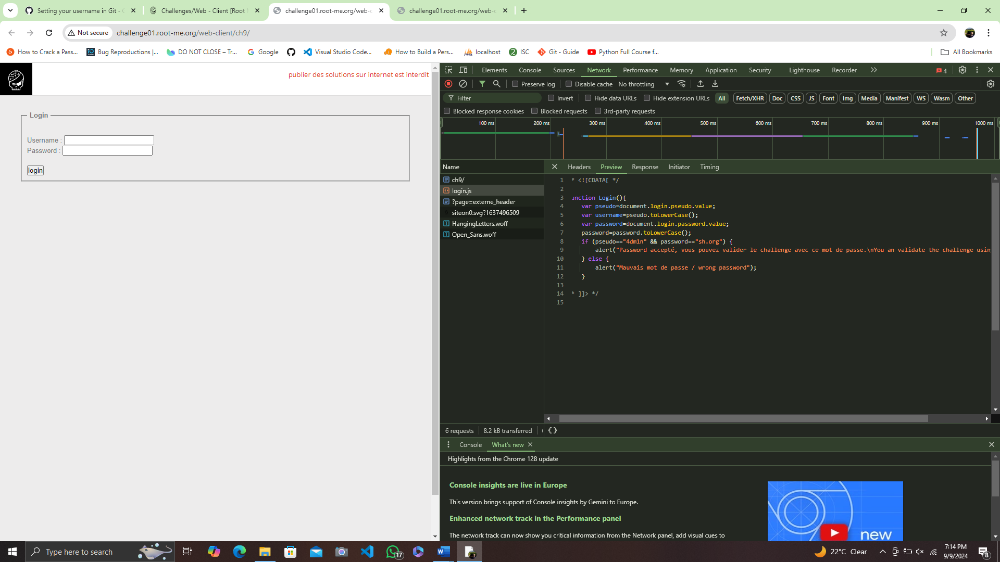 Setting your username in Git - G
Challenges/Web - Client [Root M
challenge01.root-me.org/web-c
challenge01.root-me.org/web-c
Not secure
challenge01.root-me.org/web-client/ch9/
How to Crack a Pass...
Bug Reproductions |...
DO NOT CLOSE – Tr...
Google
Visual Studio Code...
How to Build a Pers...
localhost
ISC
Git - Guide
Python Full Course f...
All Bookmarks
publier des solutions sur internet est interdit
Login
Username :
Password :
login
Elements Console Sources Network Performance Memory Application Security Lighthouse Recorder 4
Preserve log Disable cache No throttling
Filter Invert Hide data URLs Hide extension URLs All Fetch/XHR Doc CSS JS Font Img Media Manifest WS Wasm Other
Blocked response cookies Blocked requests 3rd-party requests
100 ms 200 ms 300 ms 400 ms 500 ms 600 ms 700 ms 800 ms 900 ms 1000 ms
Name
ch9/
login.js
?page=externe_header
siteon0.svg?1637496509
HangingLetters.woff
Open_Sans.woff
Headers Preview Response Initiator Timing
1 * <![CDATA[ */
2
3 unction Login(){
4 var pseudo=document.login.pseudo.value;
5 var username=pseudo.toLowerCase();
6 var password=document.login.password.value;
7 password=password.toLowerCase();
8 if (pseudo=="4dm1n" && password=="sh.org") {
9 alert("Password accepté, vous pouvez valider le challenge avec ce mot de passe.\nYou an validate the challenge using
10 } else {
11 alert("Mauvais mot de passe / wrong password");
12 }
13
14 * ]]> */
15
6 requests 8.2 kB transferred {}
Console What's new
Highlights from the Chrome 128 update
Console insights are live in Europe
This version brings support of Console insights by Gemini to Europe.
Enhanced network track in the Performance panel
The network track can now show you critical information from the Network panel, add visual cues to
new
Type here to search
17
22°C Clear
7:14 PM
9/9/2024
8